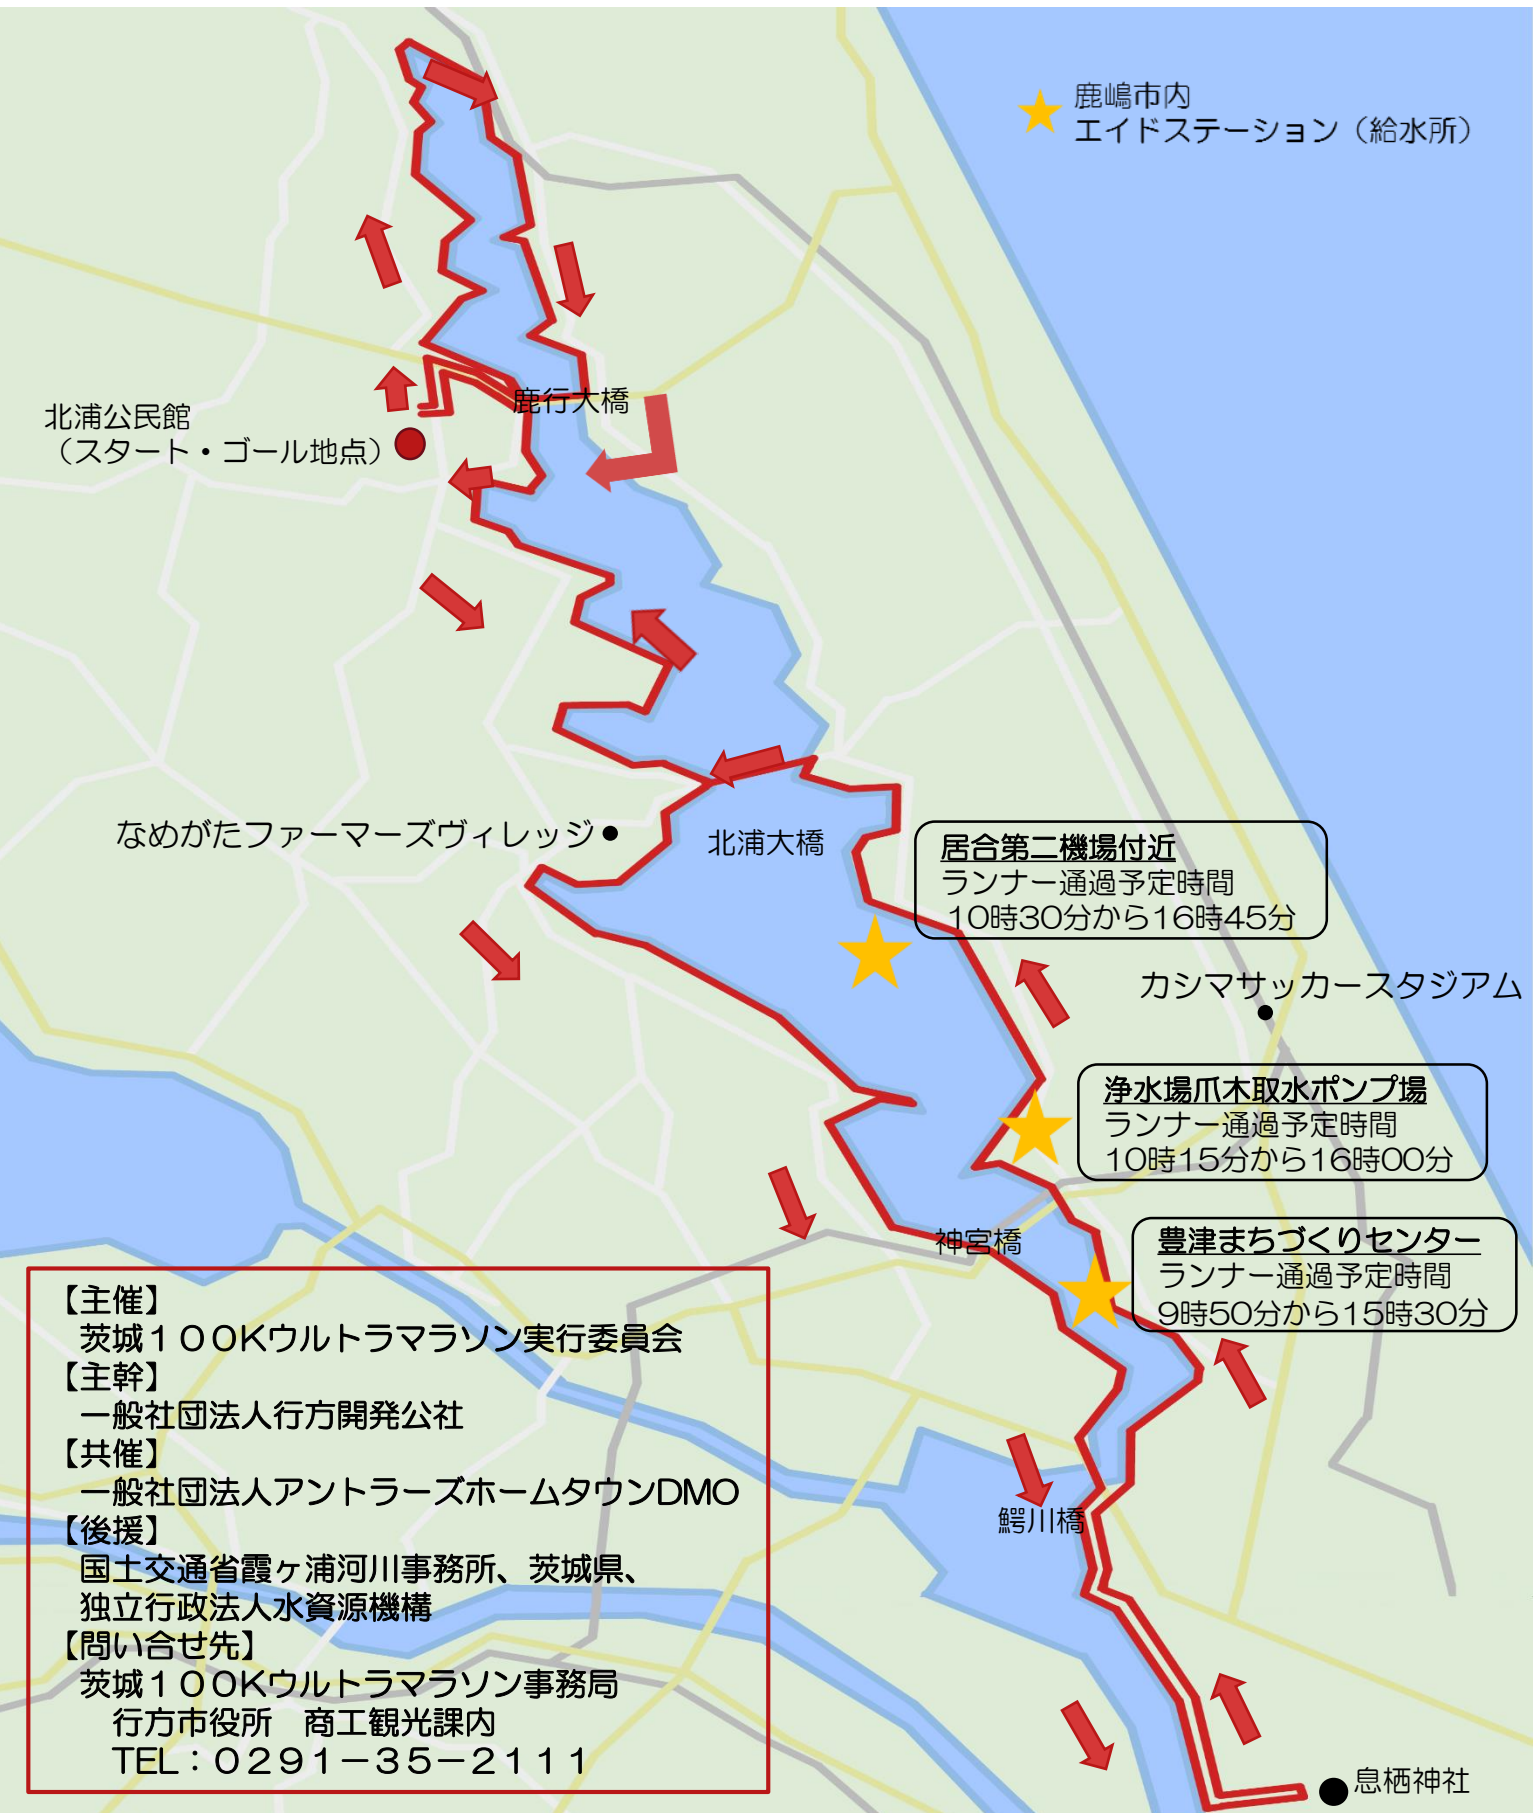 鹿嶋市内
エイドステーション（給水所）
鹿行大橋
北浦公民館
（スタート・ゴール地点）
なめがたファーマーズヴィレッジ
北浦大橋
居合第二機場付近
ランナー通過予定時間
10時30分から16時45分
カシマサッカースタジアム
浄水場爪木取水ポンプ場
ランナー通過予定時間
10時15分から16時00分
神宮橋
豊津まちづくりセンター
ランナー通過予定時間
9時50分から15時30分
【主催】
茨城１００Kウルトラマラソン実行委員会
【主幹】
一般社団法人行方開発公社
【共催】
一般社団法人アントラーズホームタウンDMO
【後援】
国土交通省霞ヶ浦河川事務所、茨城県、
独立行政法人水資源機構
【問い合せ先】
茨城１００Kウルトラマラソン事務局
行方市役所　商工観光課内
TEL：０２９１－３５－２１１１
鰐川橋
息栖神社